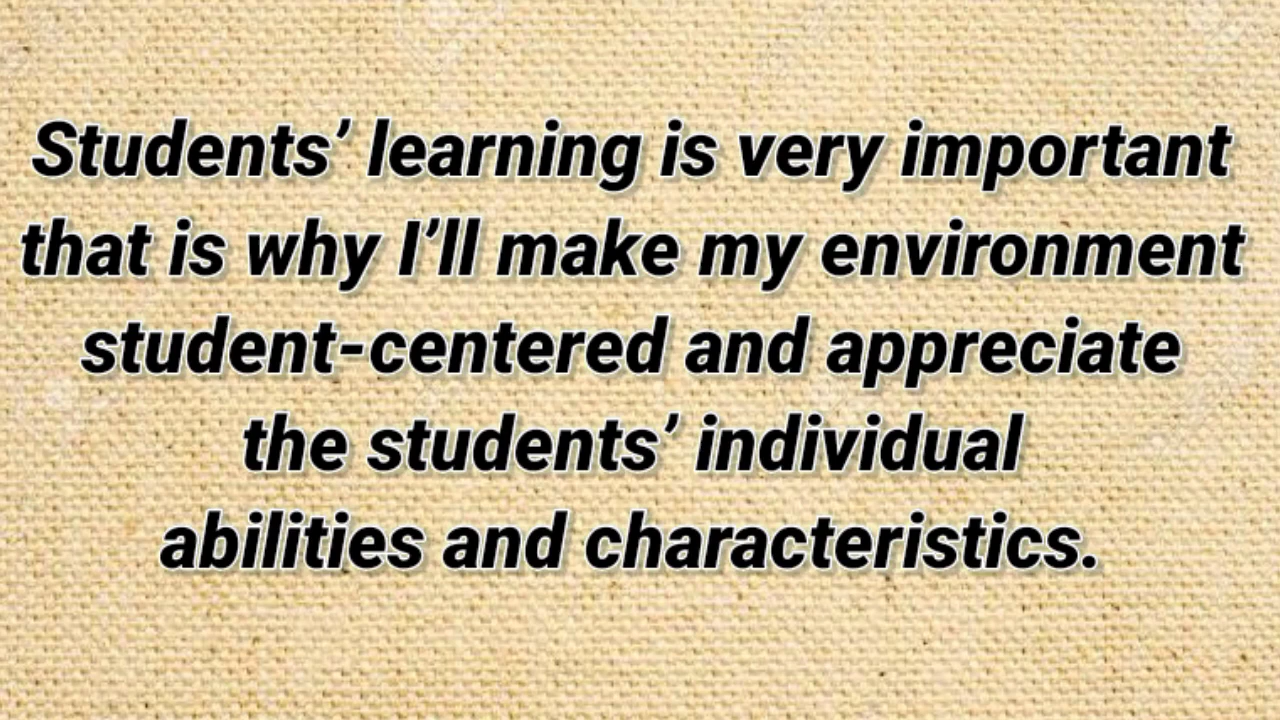 Students’ learning is very important
that is why I’ll make my environment
student-centered and appreciate
the students’ individual
abilities and characteristics.